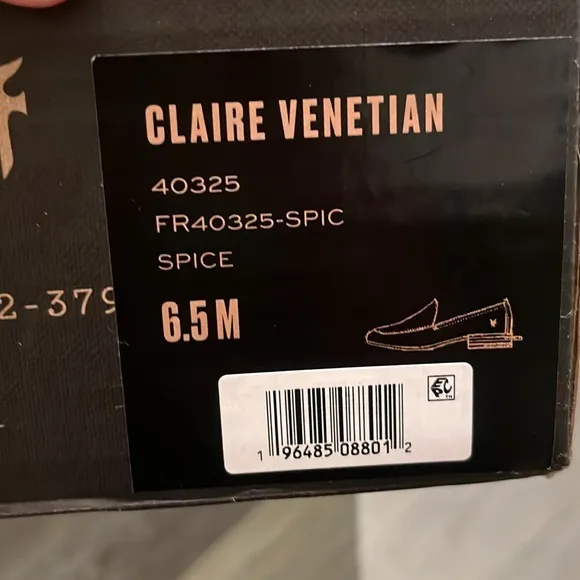 CLAIRE VENETIAN
40325
FR40325-SPIC
SPICE
2-379
6.5 M
1 96485 08801 2